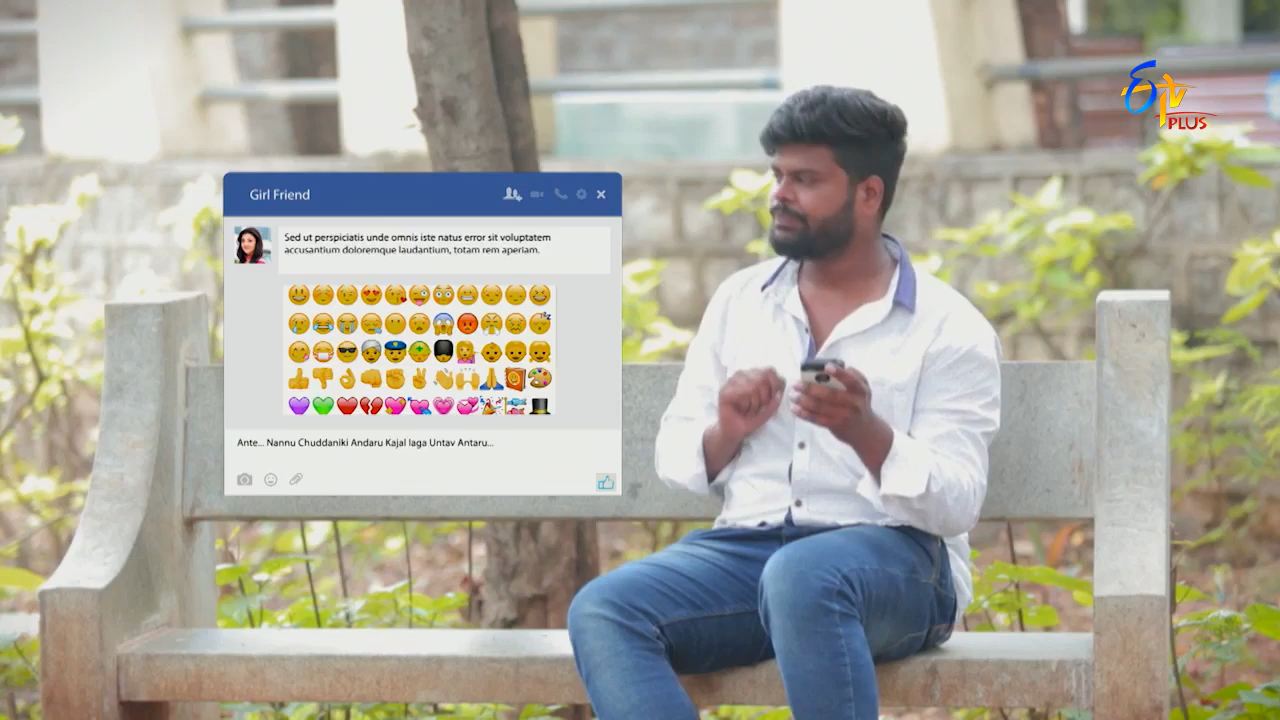 ఈtv
PLUS
Girl Friend
Sed ut perspiciatis unde omnis iste natus error sit voluptatem
accusantium doloremque laudantium, totam rem aperiam.
Ante... Nannu Chuddaniki Andaru Kajal laga Untav Antaru...